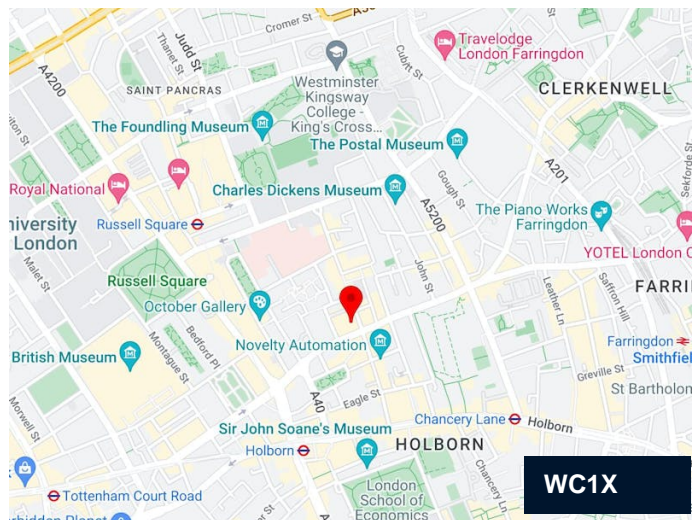 Cromer St
Judd St
Thanet St
A4200
Cubitt St
Travelodge
London Farringdon
SAINT PANCRAS
Westminster
Kingsway
College -
King's Cross...
CLERKENWELL
The Foundling Museum
The Postal Museum
A201
Sekforde St
Royal National
Charles Dickens Museum
Gough St
A5200
The Piano Works
Farringdon
Russell Square
niversity
London
Malet St
YOTEL London C
John St
Russell Square
October Gallery
Leather Ln
Saffron Hill
FARRI
Bedford Pl
Montague St
Novelty Automation
British Museum
Farringdon
Smithfiel
Greville St
St Bartholom
A40
Eagle St
Morwell St
Chancery Lane
Holborn
Sir John Soane's Museum
Holborn
HOLBORN
Chancery Ln
London
School of
Economics
WC1X
Tottenham Court Road